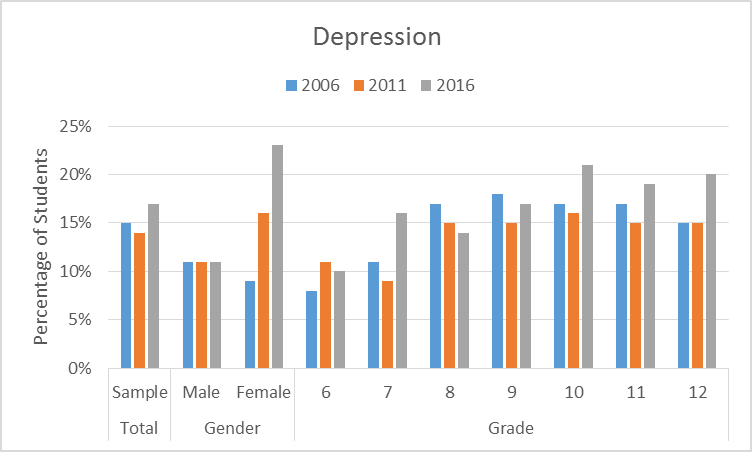 Depression
2006 2011 2016
Percentage of Students
25%
20%
15%
10%
5%
0%
Sample Male Female 6 7 8 9 10 11 12
Total Gender Grade